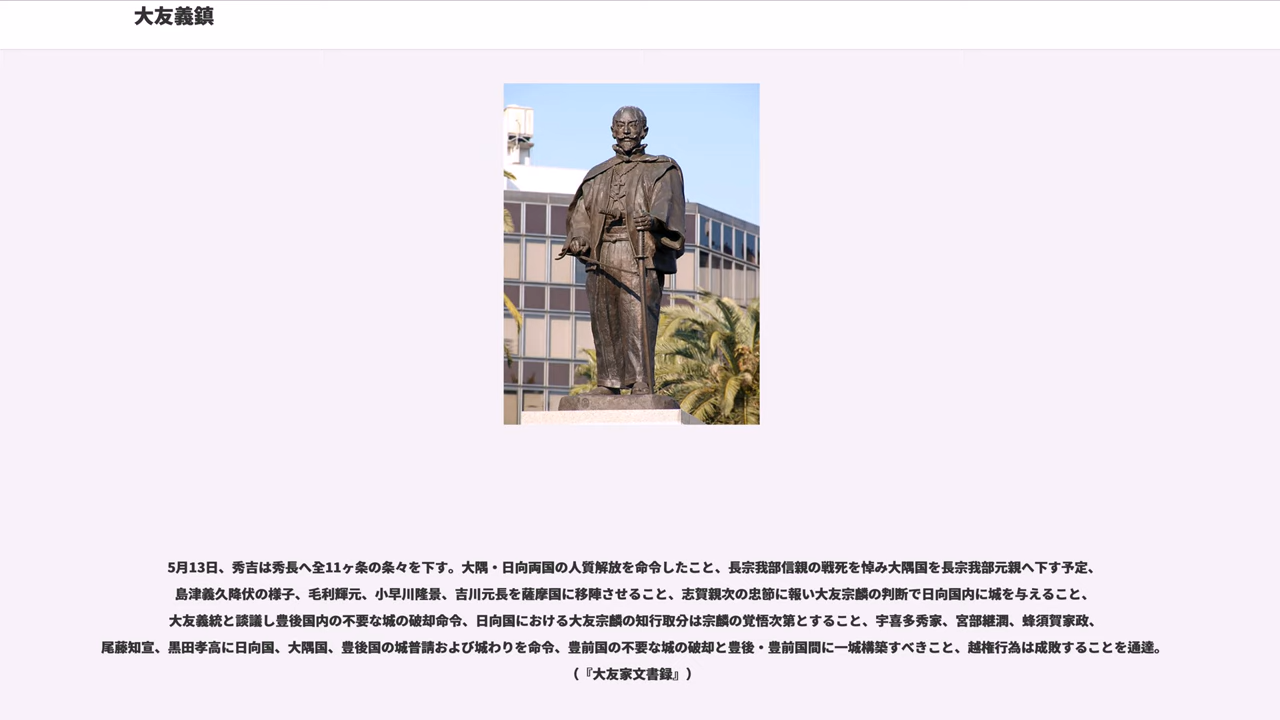 大友義鎮
5月13日、秀吉は秀長へ全11ヶ条の条々を下す。大隅・日向両国の人質解放を命令したこと、長宗我部信親の戦死を悼み大隅国を長宗我部元親へ下す予定、
島津義久降伏の様子、毛利輝元、小早川隆景、吉川元長を薩摩国に移陣させること、志賀親次の忠節に報い大友宗麟の判断で日向国内に城を与えること、
大友義統と談議し豊後国内の不要な城の破却命令、日向国における大友宗麟の知行取分は宗麟の覚悟次第とすること、宇喜多秀家、宮部継潤、蜂須賀家政、
尾藤知宣、黒田孝高に日向国、大隅国、豊後国の城普請および城わりを命令、豊前国の不要な城の破却と豊後・豊前国間に一城構築すべきこと、越権行為は成敗することを通達。
（『大友家文書録』）